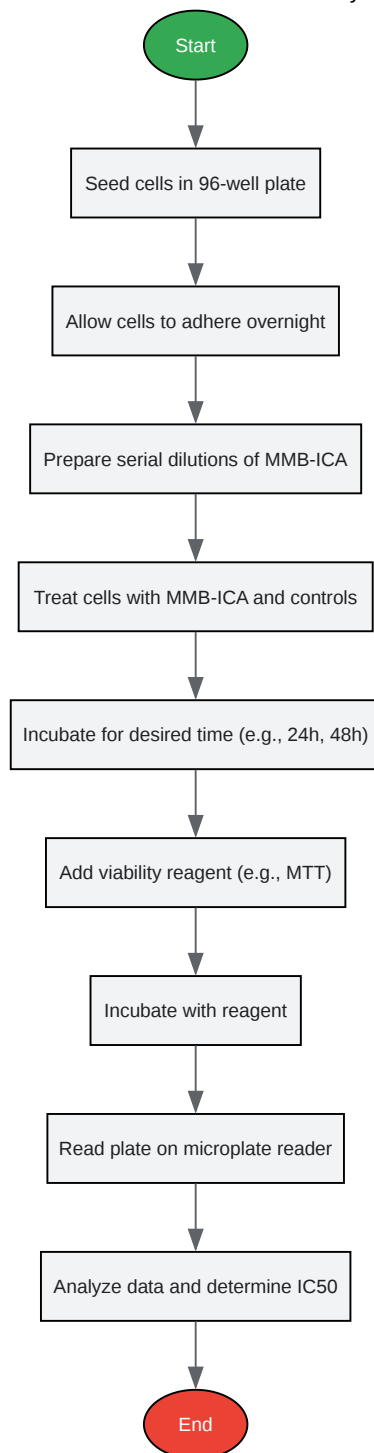 Start
Seed cells in 96-well plate
Allow cells to adhere overnight
Prepare serial dilutions of MMB-ICA
Treat cells with MMB-ICA and controls
Incubate for desired time (e.g., 24h, 48h)
Add viability reagent (e.g., MTT)
Incubate with reagent
Read plate on microplate reader
Analyze data and determine IC50
End